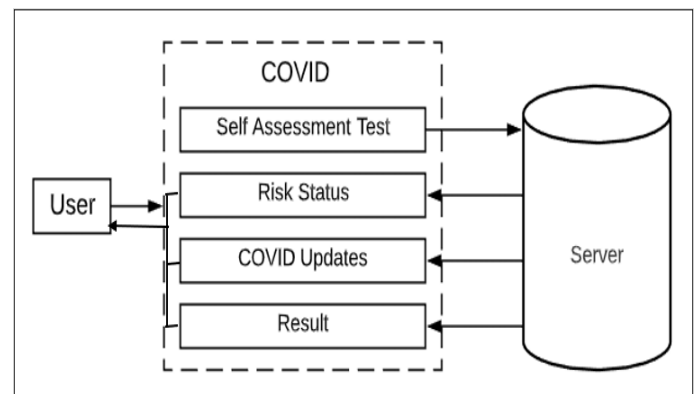 COVID
Self Assessment Test
Risk Status
User
COVID Updates
Server
Result